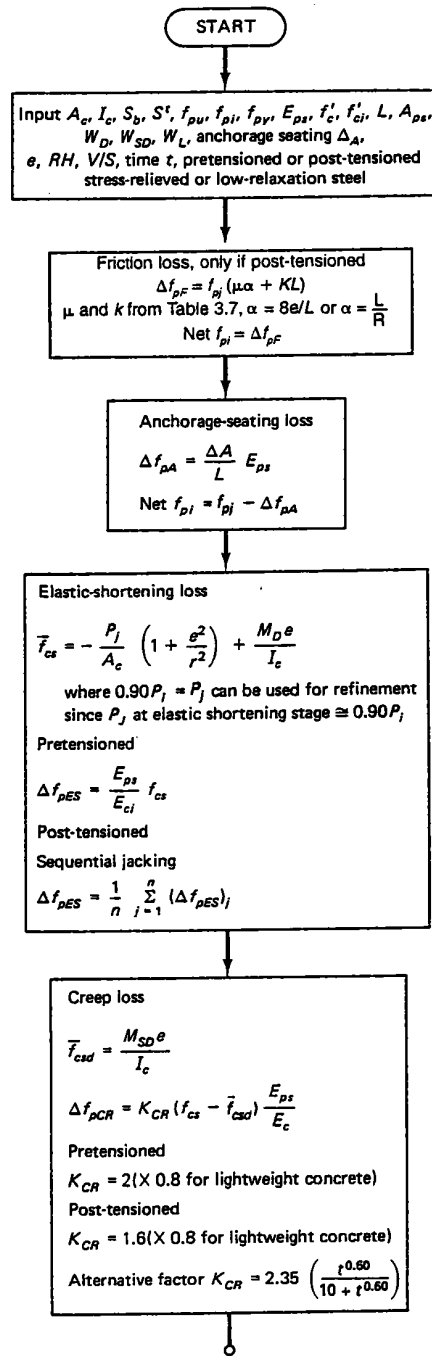 START
Input A_c, I_c, S_b, S^t, f_pu, f_pi, f_py, E_ps, f'_c, f'_ci, L, A_ps,
W_D, W_SD, W_L, anchorage seating Δ_A,
e, RH, V/S, time t, pretensioned or post-tensioned
stress-relieved or low-relaxation steel
Friction loss, only if post-tensioned
Δf_pF = f_pj (μα + KL)
μ and k from Table 3.7, α = 8e/L or α = L/R
Net f_pi = Δf_pF
Anchorage-seating loss
Δf_pA = ΔA/L E_ps
Net f_pi = f_pj − Δf_pA
Elastic-shortening loss
f̅_cs = − P_j/A_c (1 + e²/r²) + M_D e/I_c
where 0.90P_i = P_j can be used for refinement
since P_J at elastic shortening stage ≅ 0.90P_i
Pretensioned
Δf_pES = E_ps/E_ci f_cs
Post-tensioned
Sequential jacking
Δf_pES = 1/n Σ_{j=1}^{n} (Δf_pES)_j
Creep loss
f̅_csd = M_SD e/I_c
Δf_pCR = K_CR (f_cs − f̅_csd) E_ps/E_c
Pretensioned
K_CR = 2(X 0.8 for lightweight concrete)
Post-tensioned
K_CR = 1.6(X 0.8 for lightweight concrete)
Alternative factor K_CR = 2.35 (t^0.60/10 + t^0.60)